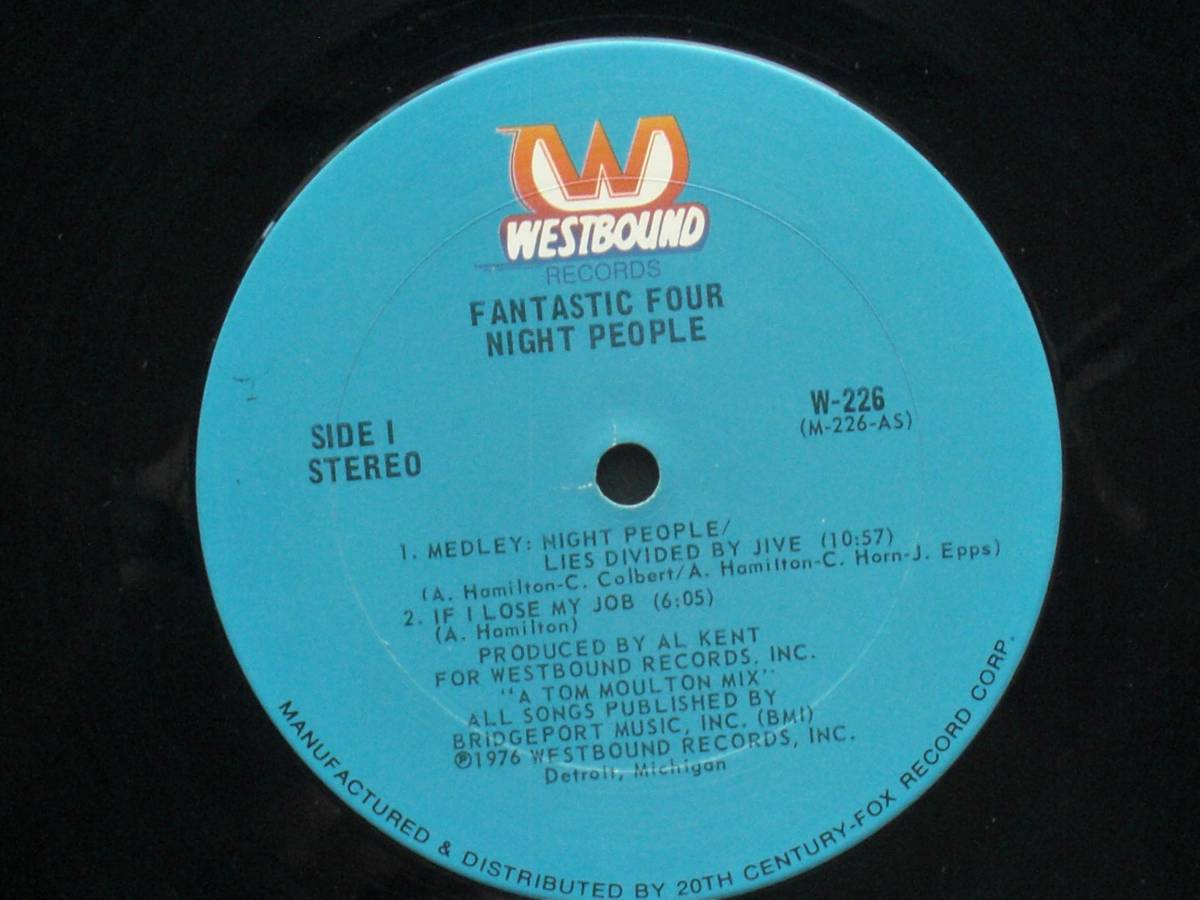 W
WESTBOUND
RECORDS
FANTASTIC FOUR
NIGHT PEOPLE
W-226
(M-226-AS)
SIDE I
STEREO
1. MEDLEY: NIGHT PEOPLE/
LIES DIVIDED BY JIVE (10:57)
(A. Hamilton-C. Colbert/A. Hamilton-C. Horn-J. Epps)
2. IF I LOSE MY JOB (6:05)
(A. Hamilton)
PRODUCED BY AL KENT
FOR WESTBOUND RECORDS, INC.
"A TOM MOULTON MIX"
ALL SONGS PUBLISHED BY
BRIDGEPORT MUSIC, INC. (BMI)
℗1976 WESTBOUND RECORDS, INC.
Detroit, Michigan
MANUFACTURED & DISTRIBUTED BY 20TH CENTURY-FOX RECORD CORP.